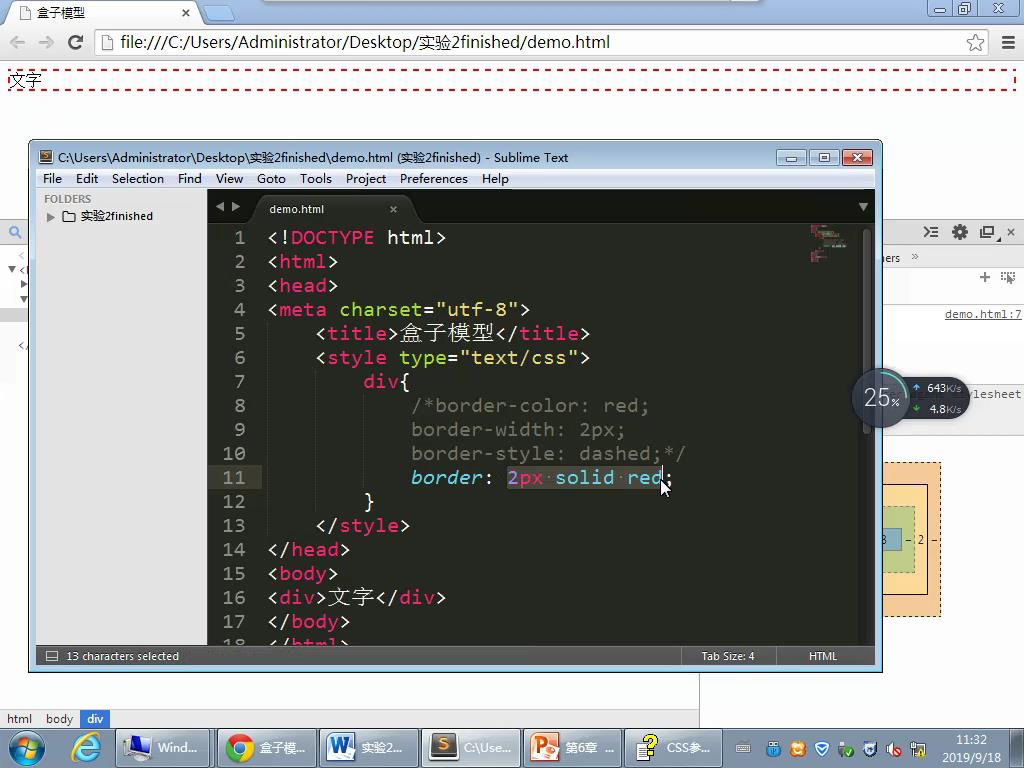 盒子模型
file:///C:/Users/Administrator/Desktop/实验2finished/demo.html
文字
C:\Users\Administrator\Desktop\实验2finished\demo.html (实验2finished) - Sublime Text
File Edit Selection Find View Goto Tools Project Preferences Help
FOLDERS
实验2finished
demo.html
1 <!DOCTYPE html>
2 <html>
3 <head>
4 <meta charset="utf-8">
5 <title>盒子模型</title>
6 <style type="text/css">
7 div{
8 /*border-color: red;
9 border-width: 2px;
10 border-style: dashed;*/
11 border: 2px solid red;
12 }
13 </style>
14 </head>
15 <body>
16 <div>文字</div>
17 </body>
18 </html>
13 characters selected
Tab Size: 4
HTML
demo.html:7
stylesheet
25%
643K/s
4.8K/s
2
html body div
Wind...
盒子模...
实验2...
C:\Use...
第6章 ...
CSS参...
11:32
2019/9/18